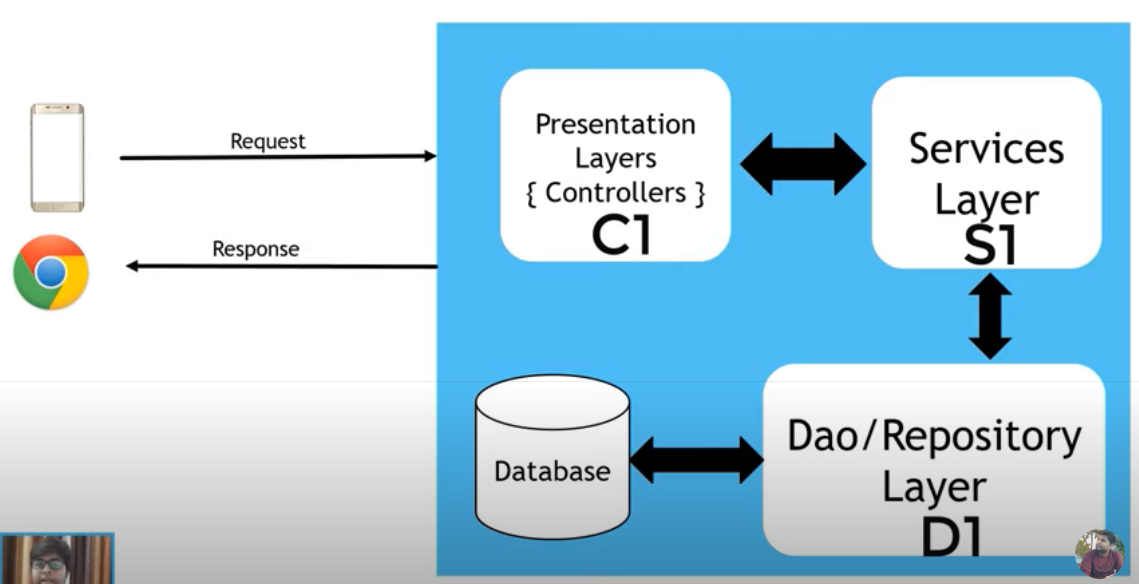 Request
Response
Presentation
Layers
{ Controllers }
C1
Services
Layer
S1
Database
Dao/Repository
Layer
D1